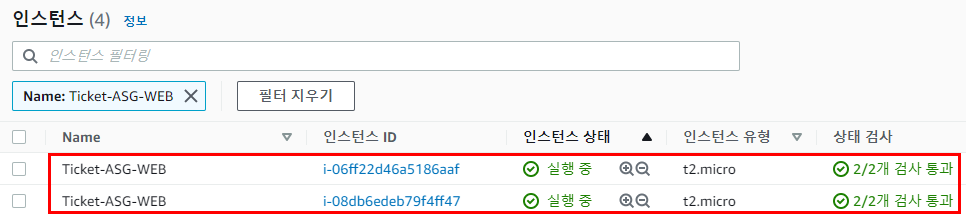 인스턴스 (4) 정보
인스턴스 필터링
Name: Ticket-ASG-WEB 필터 지우기
Name 인스턴스 ID 인스턴스 상태 인스턴스 유형 상태 검사
Ticket-ASG-WEB i-06ff22d46a5186aaf 실행 중 t2.micro 2/2개 검사 통과
Ticket-ASG-WEB i-08db6edeb79f4ff47 실행 중 t2.micro 2/2개 검사 통과